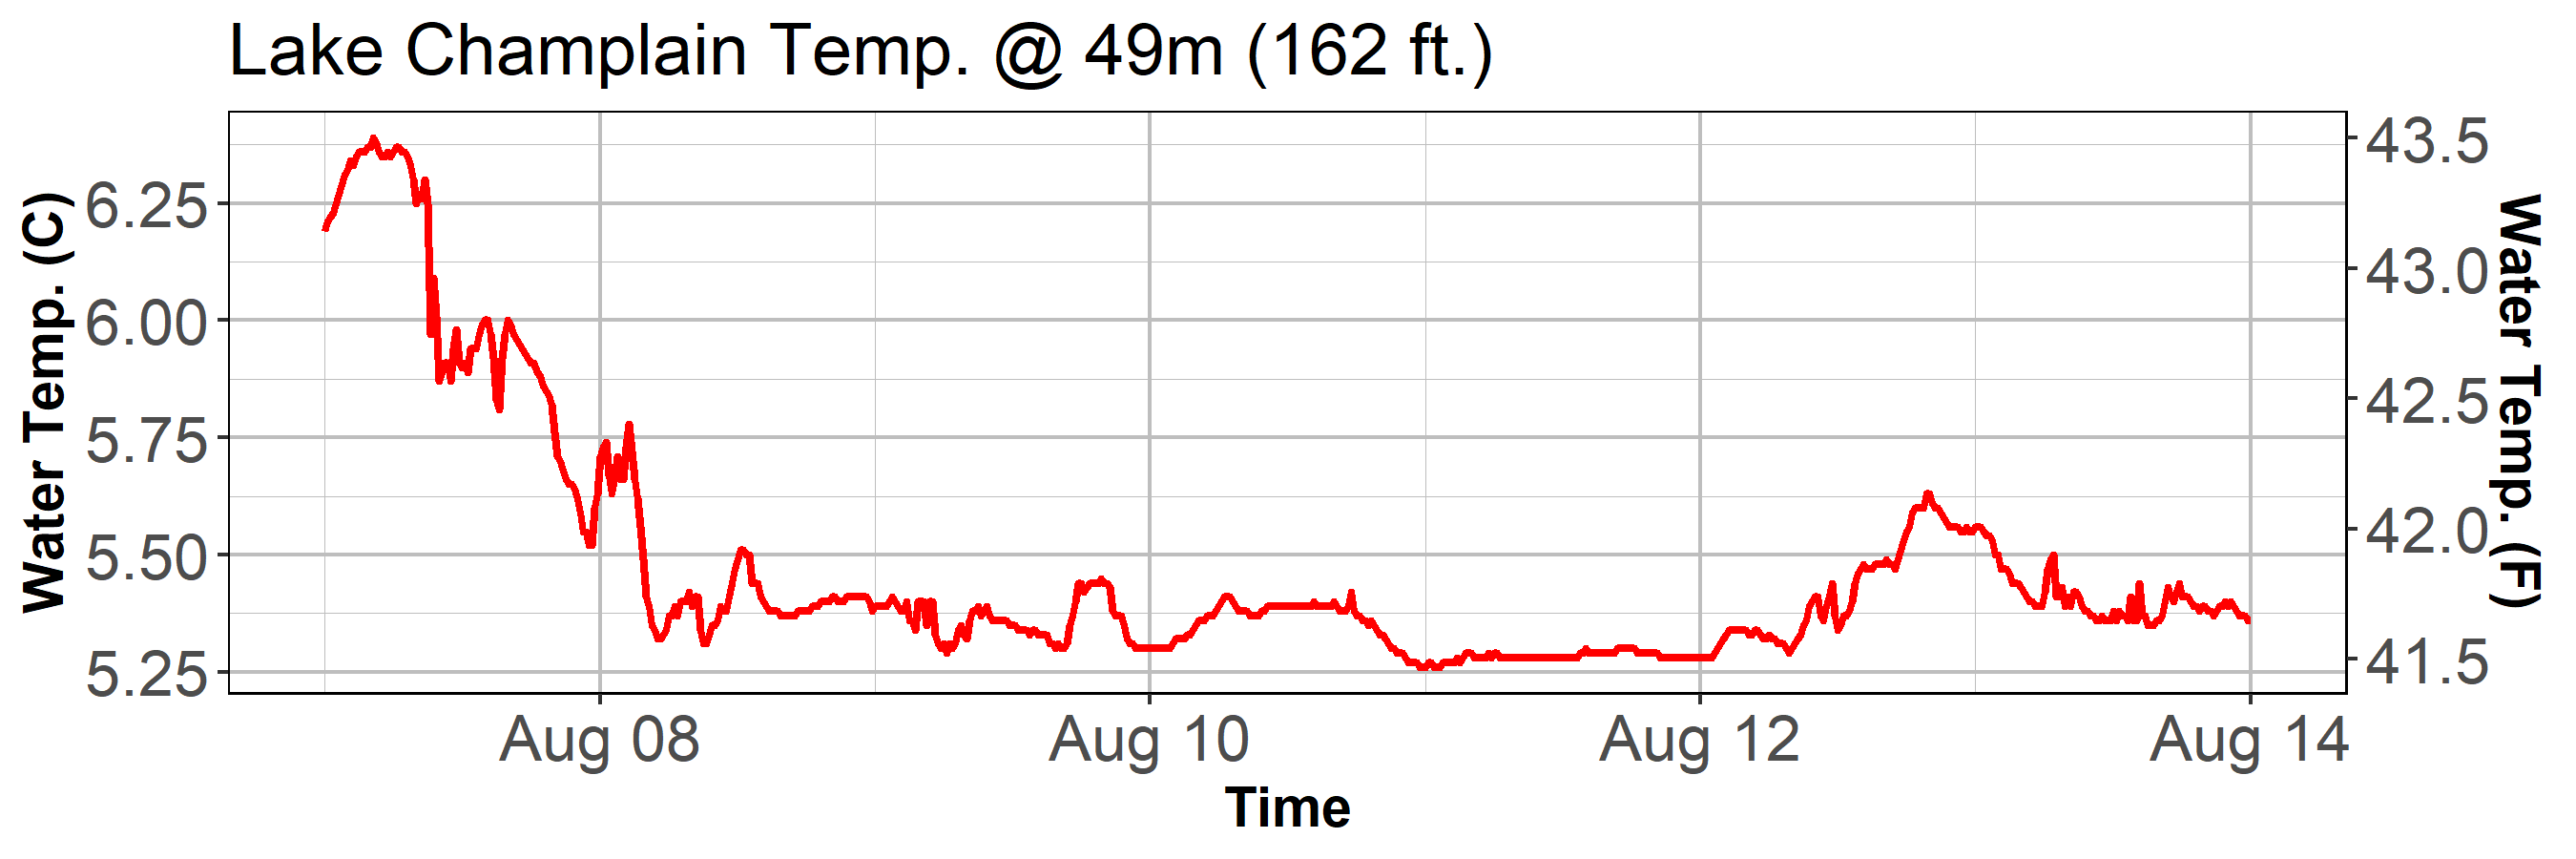 Lake Champlain Temp. @ 49m (162 ft.)
Water Temp. (C)
6.25
6.00
5.75
5.50
5.25
43.5
43.0
42.5
42.0
41.5
Water Temp. (F)
Aug 08
Aug 10
Aug 12
Aug 14
Time